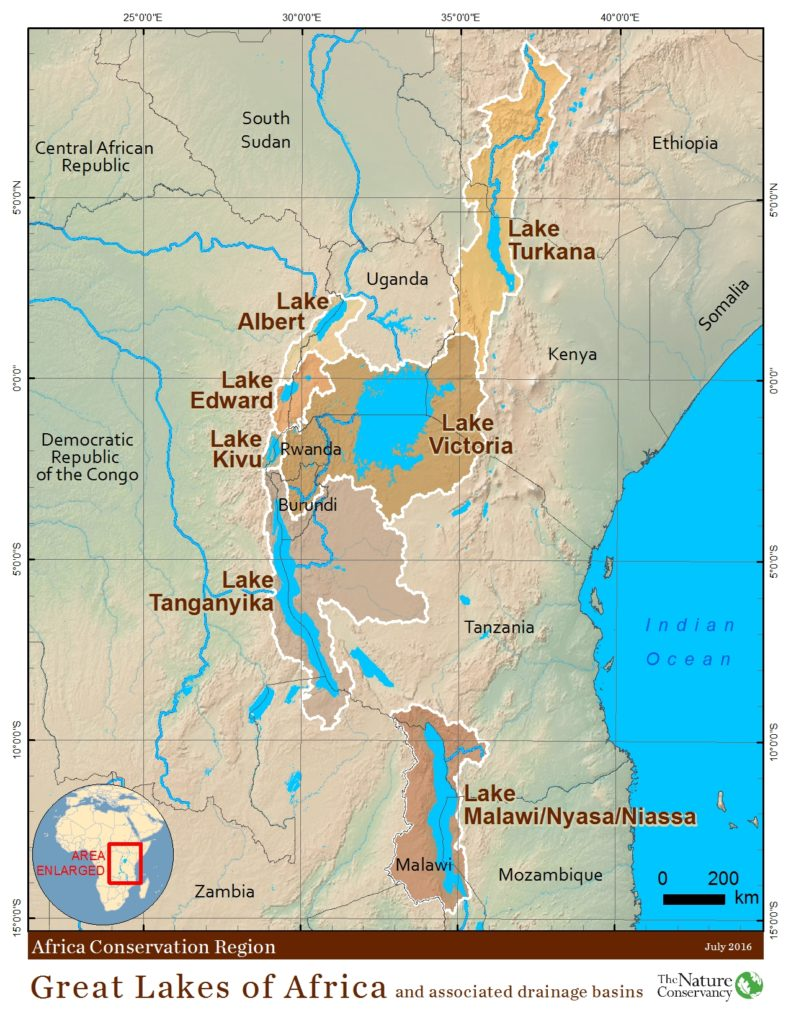 25°0'0"E
30°0'0"E
35°0'0"E
40°0'0"E
South
Sudan
Central African
Republic
Ethiopia
5°0'0"N
5°0'0"N
Lake
Turkana
Uganda
Somalia
Lake
Albert
Kenya
0°0'0"
0°0'0"
Lake
Edward
Lake
Victoria
Lake
Kivu
Rwanda
Democratic
Republic
of the Congo
Burundi
5°0'0"S
5°0'0"S
Lake
Tanganyika
Tanzania
Indian
Ocean
10°0'0"S
10°0'0"S
Lake
Malawi/Nyasa/Niassa
AREA
ENLARGED
Malawi
Mozambique
Zambia
0 200
km
15°0'0"S
15°0'0"S
Africa Conservation Region
July 2016
Great Lakes of Africa and associated drainage basins
The Nature
Conservancy